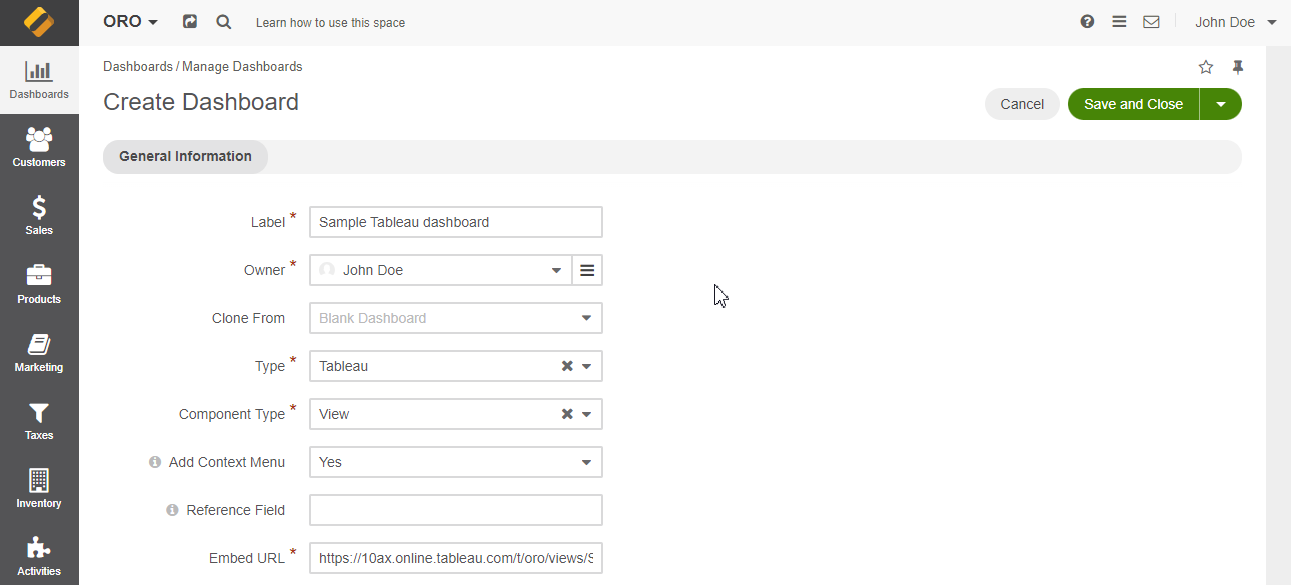 ORO
Learn how to use this space
John Doe
Dashboards
Customers
Sales
Products
Marketing
Taxes
Inventory
Activities
Dashboards / Manage Dashboards
Create Dashboard
Cancel
Save and Close
General Information
Label * Sample Tableau dashboard
Owner * John Doe
Clone From Blank Dashboard
Type * Tableau
Component Type * View
Add Context Menu Yes
Reference Field
Embed URL * https://10ax.online.tableau.com/t/oro/views/S